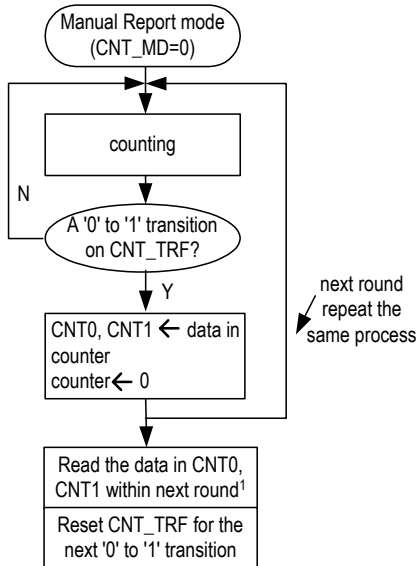 Manual Report mode
(CNT_MD=0)
counting
N
A '0' to '1' transition
on CNT_TRF?
Y
next round
repeat the
same process
CNT0, CNT1 ← data in
counter
counter← 0
Read the data in CNT0,
CNT1 within next round¹
Reset CNT_TRF for the
next '0' to '1' transition